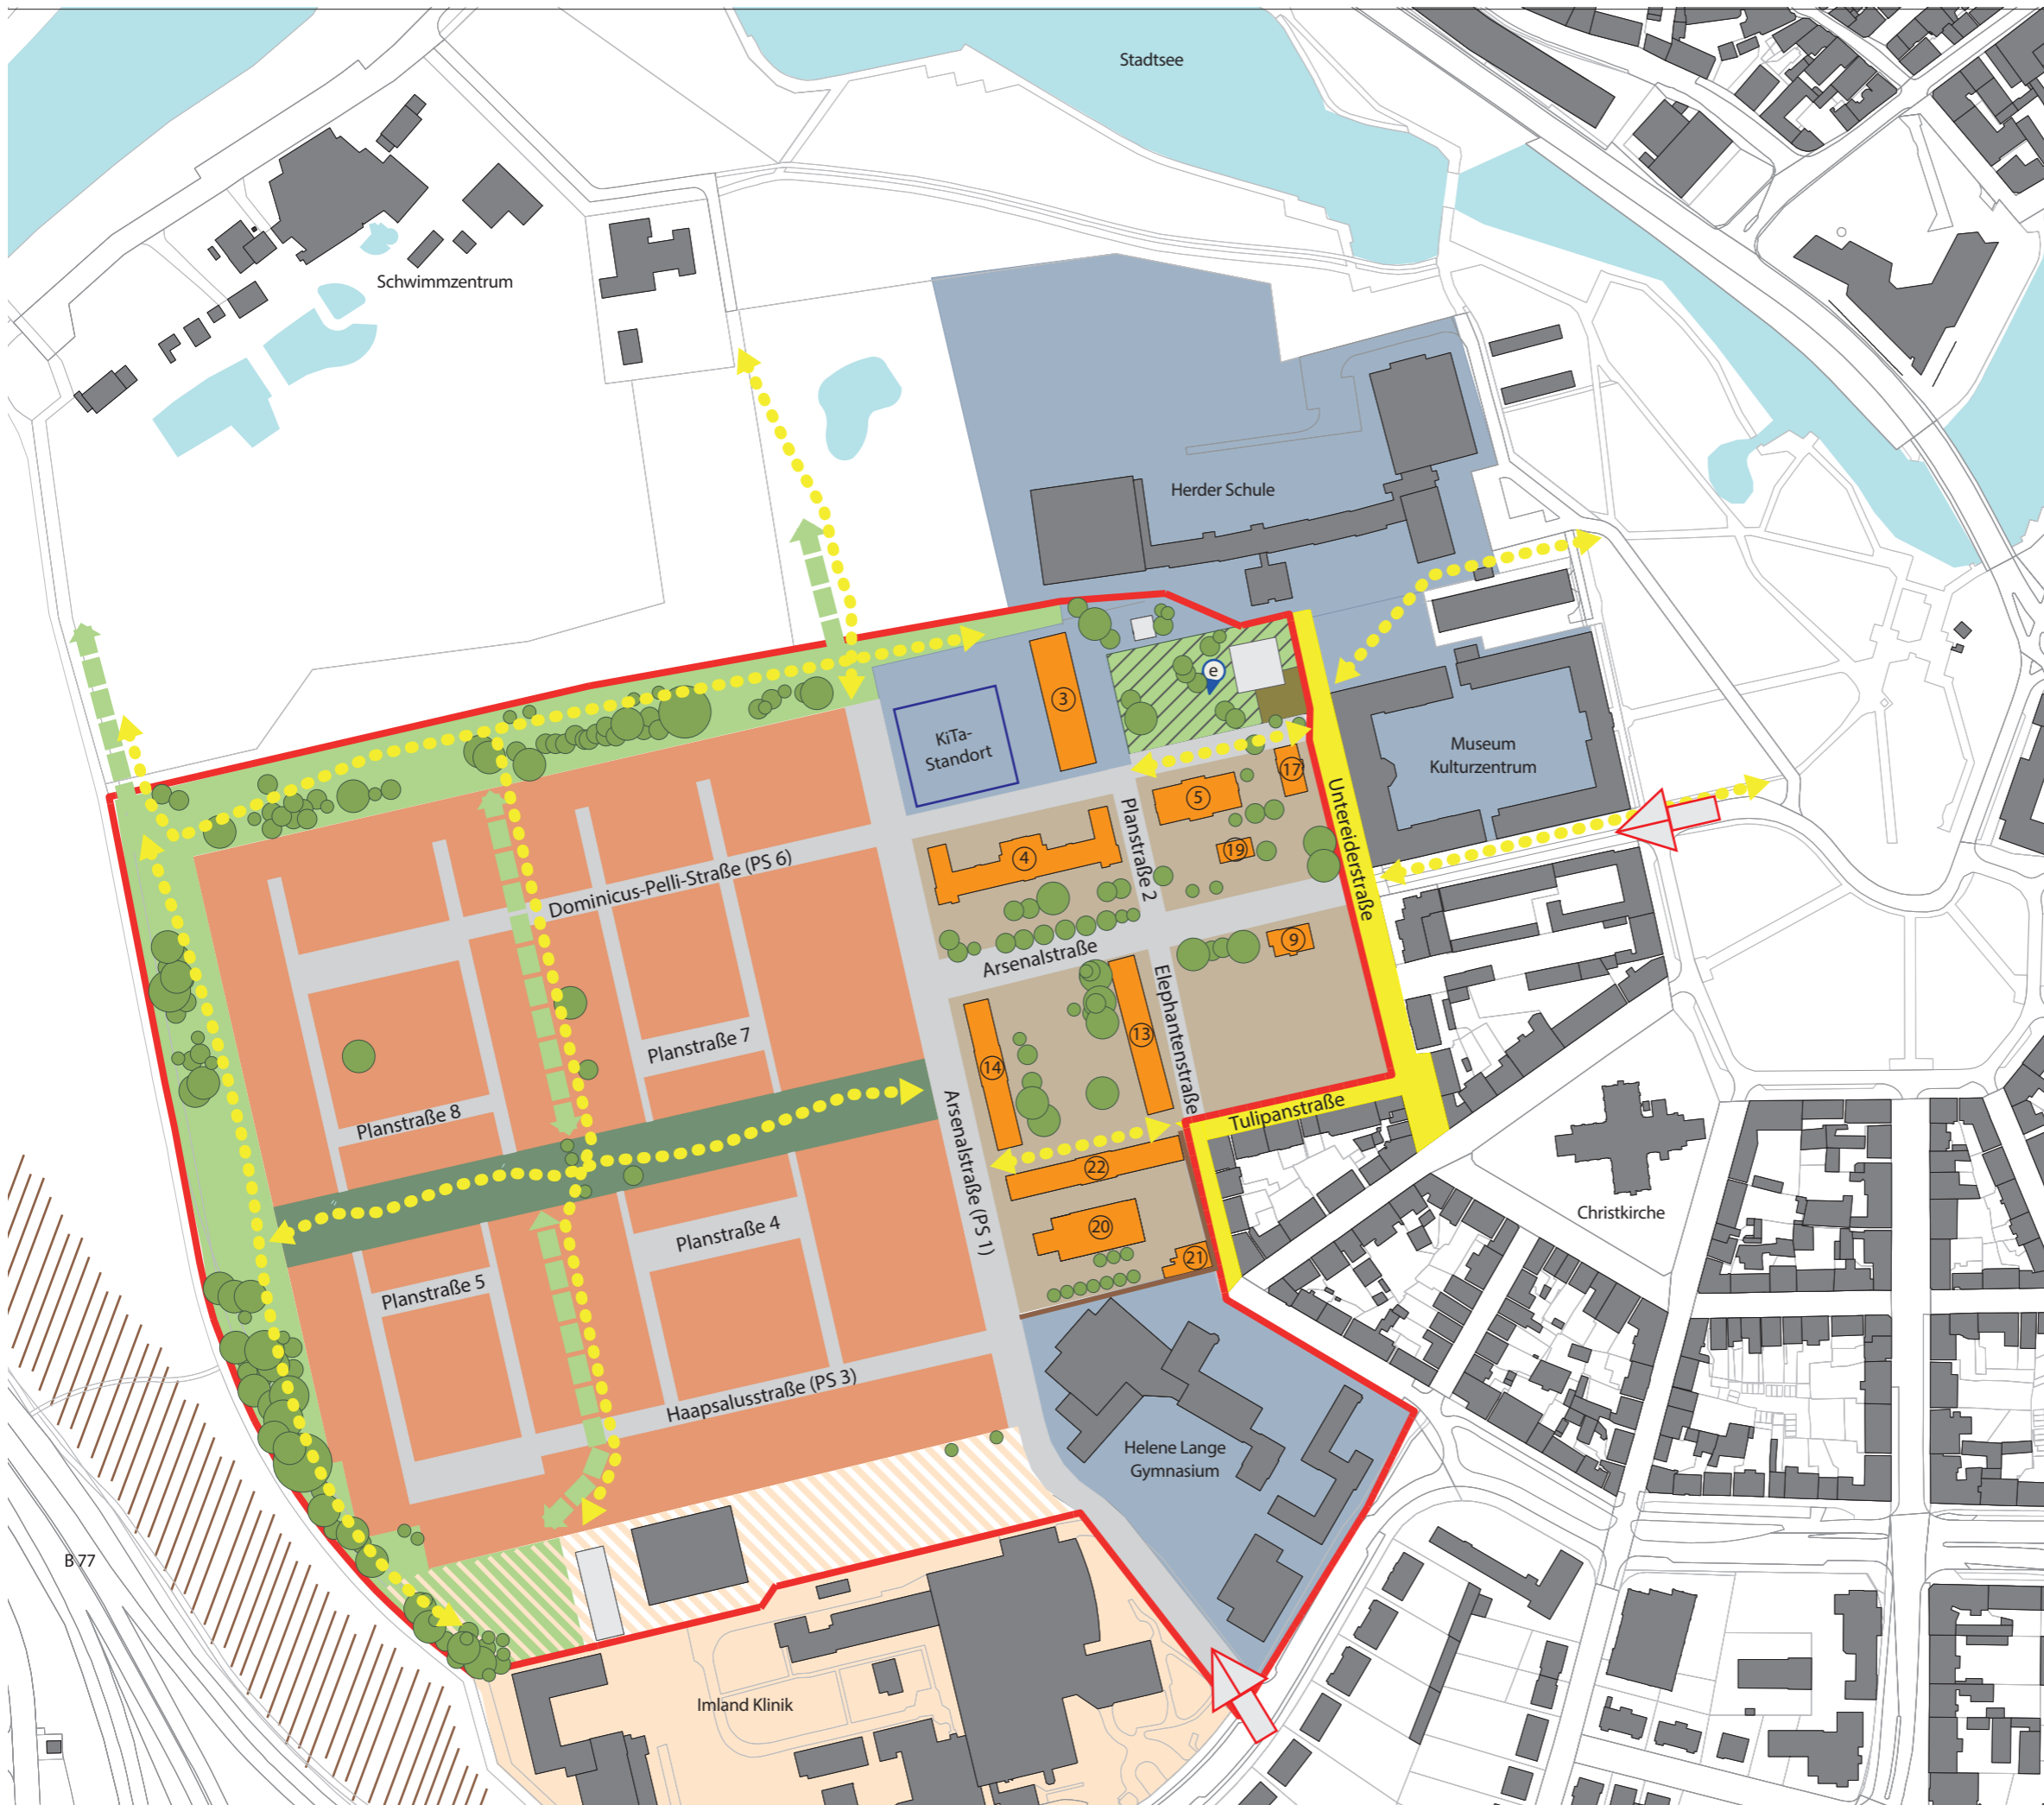 Stadtsee
Schwimmzentrum
Herder Schule
e
3
KiTa-
Standort
Museum
Kulturzentrum
17
5
Planstraße 2
Untereiderstraße
19
4
Dominicus-Pelli-Straße (PS 6)
9
Arsenalstraße
Elephantenstraße
13
14
Planstraße 7
Planstraße 8
Arsenalstraße (PS 1)
Tulipanstraße
22
Christkirche
20
21
Planstraße 4
Planstraße 5
Haapsalusstraße (PS 3)
Helene Lange
Gymnasium
B 77
Imland Klinik